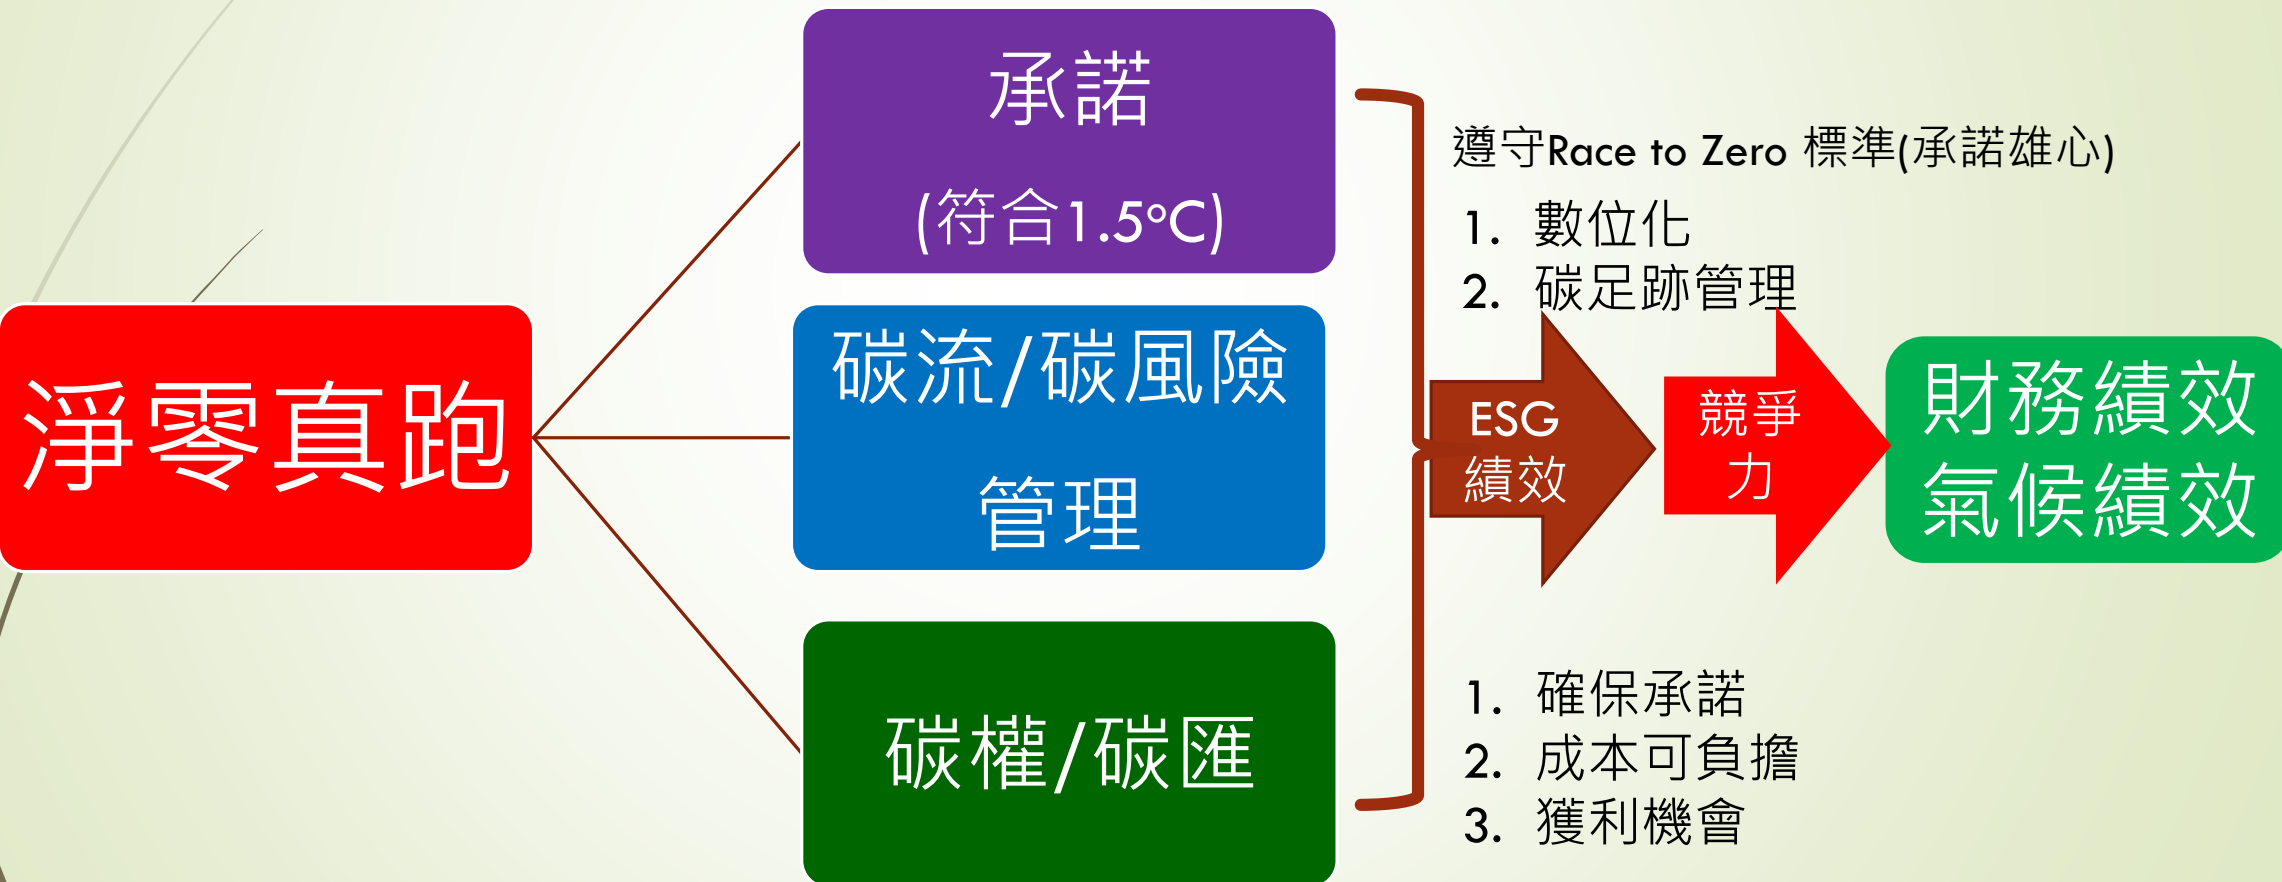 淨零真跑
承諾
(符合1.5°C)
碳流/碳風險
管理
碳權/碳匯
遵守Race to Zero 標準(承諾雄心)
1. 數位化
2. 碳足跡管理
ESG
績效
競爭
力
財務績效
氣候績效
1. 確保承諾
2. 成本可負擔
3. 獲利機會